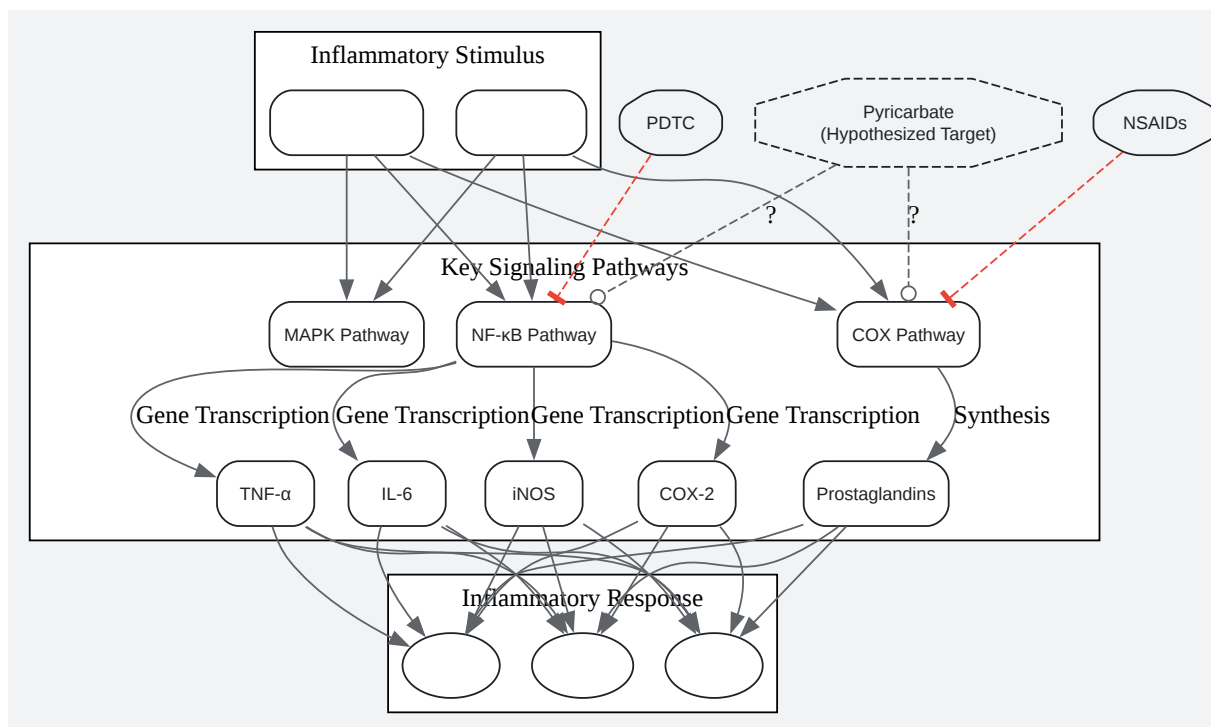 Inflammatory Stimulus
PDTC
Pyricarbate
(Hypothesized Target)
NSAIDs
?
?
Key Signaling Pathways
MAPK Pathway
NF-κB Pathway
COX Pathway
Gene Transcription
Gene Transcription
Gene Transcription
Gene Transcription
Synthesis
TNF-α
IL-6
iNOS
COX-2
Prostaglandins
Inflammatory Response